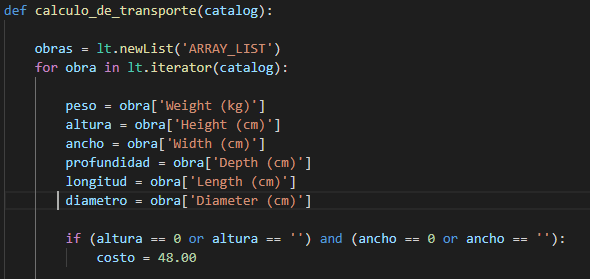 def calculo_de_transporte(catalog):
obras = lt.newList('ARRAY_LIST')
for obra in lt.iterator(catalog):
peso = obra['Weight (kg)']
altura = obra['Height (cm)']
ancho = obra['Width (cm)']
profundidad = obra['Depth (cm)']
longitud = obra['Length (cm)']
diametro = obra['Diameter (cm)']
if (altura == 0 or altura == '') and (ancho == 0 or ancho == ''):
costo = 48.00